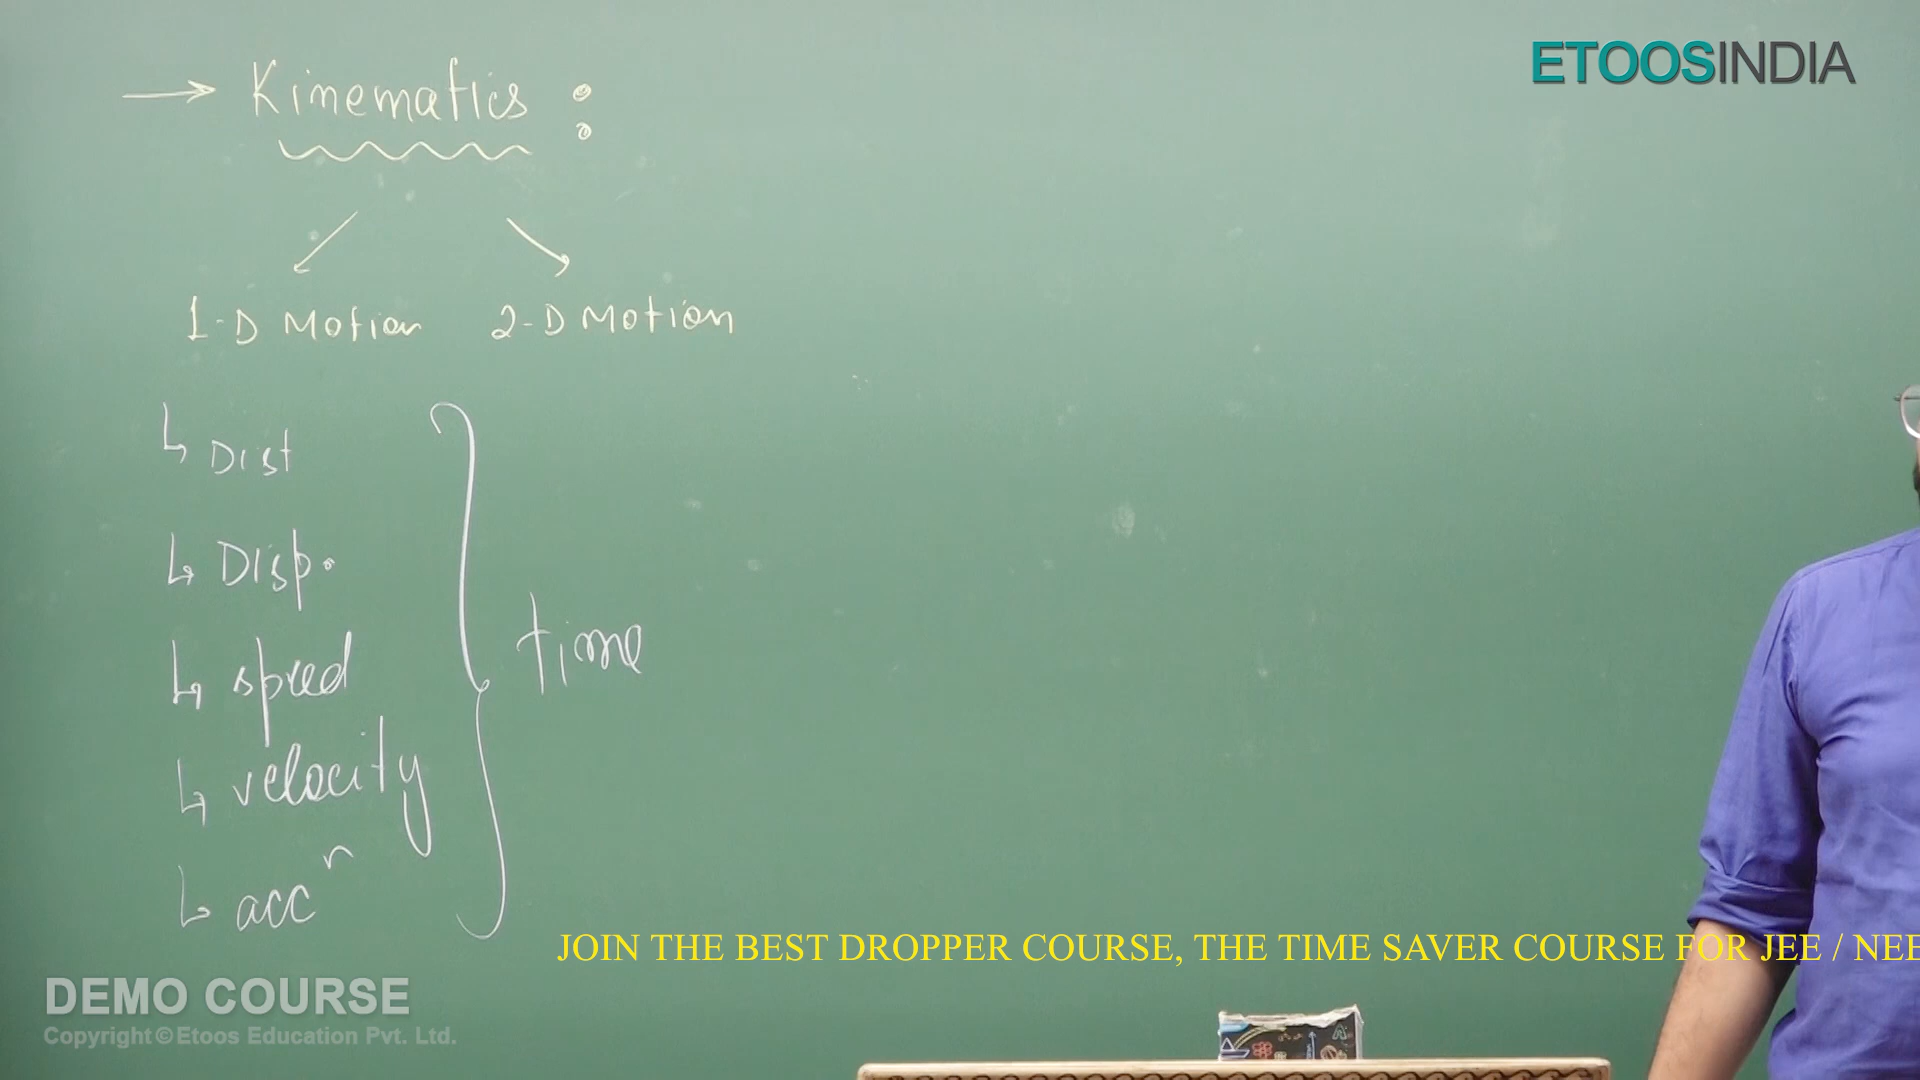 → Kinematics :
ETOOSINDIA
1-D Motion 2-D Motion
↳ Dist
↳ Disp.
↳ speed
time
↳ velocity
↳ accⁿ
JOIN THE BEST DROPPER COURSE, THE TIME SAVER COURSE FOR JEE / NEE
DEMO COURSE
Copyright © Etoos Education Pvt. Ltd.